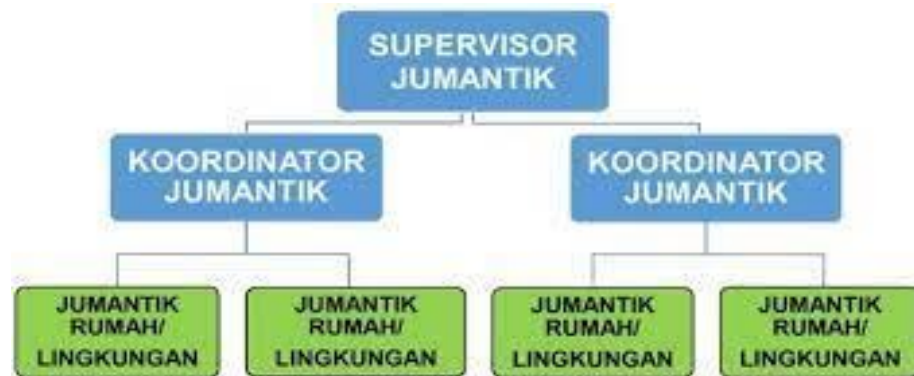 SUPERVISOR
JUMANTIK
KOORDINATOR
JUMANTIK
KOORDINATOR
JUMANTIK
JUMANTIK
RUMAH/
LINGKUNGAN
JUMANTIK
RUMAH/
LINGKUNGAN
JUMANTIK
RUMAH/
LINGKUNGAN
JUMANTIK
RUMAH/
LINGKUNGAN